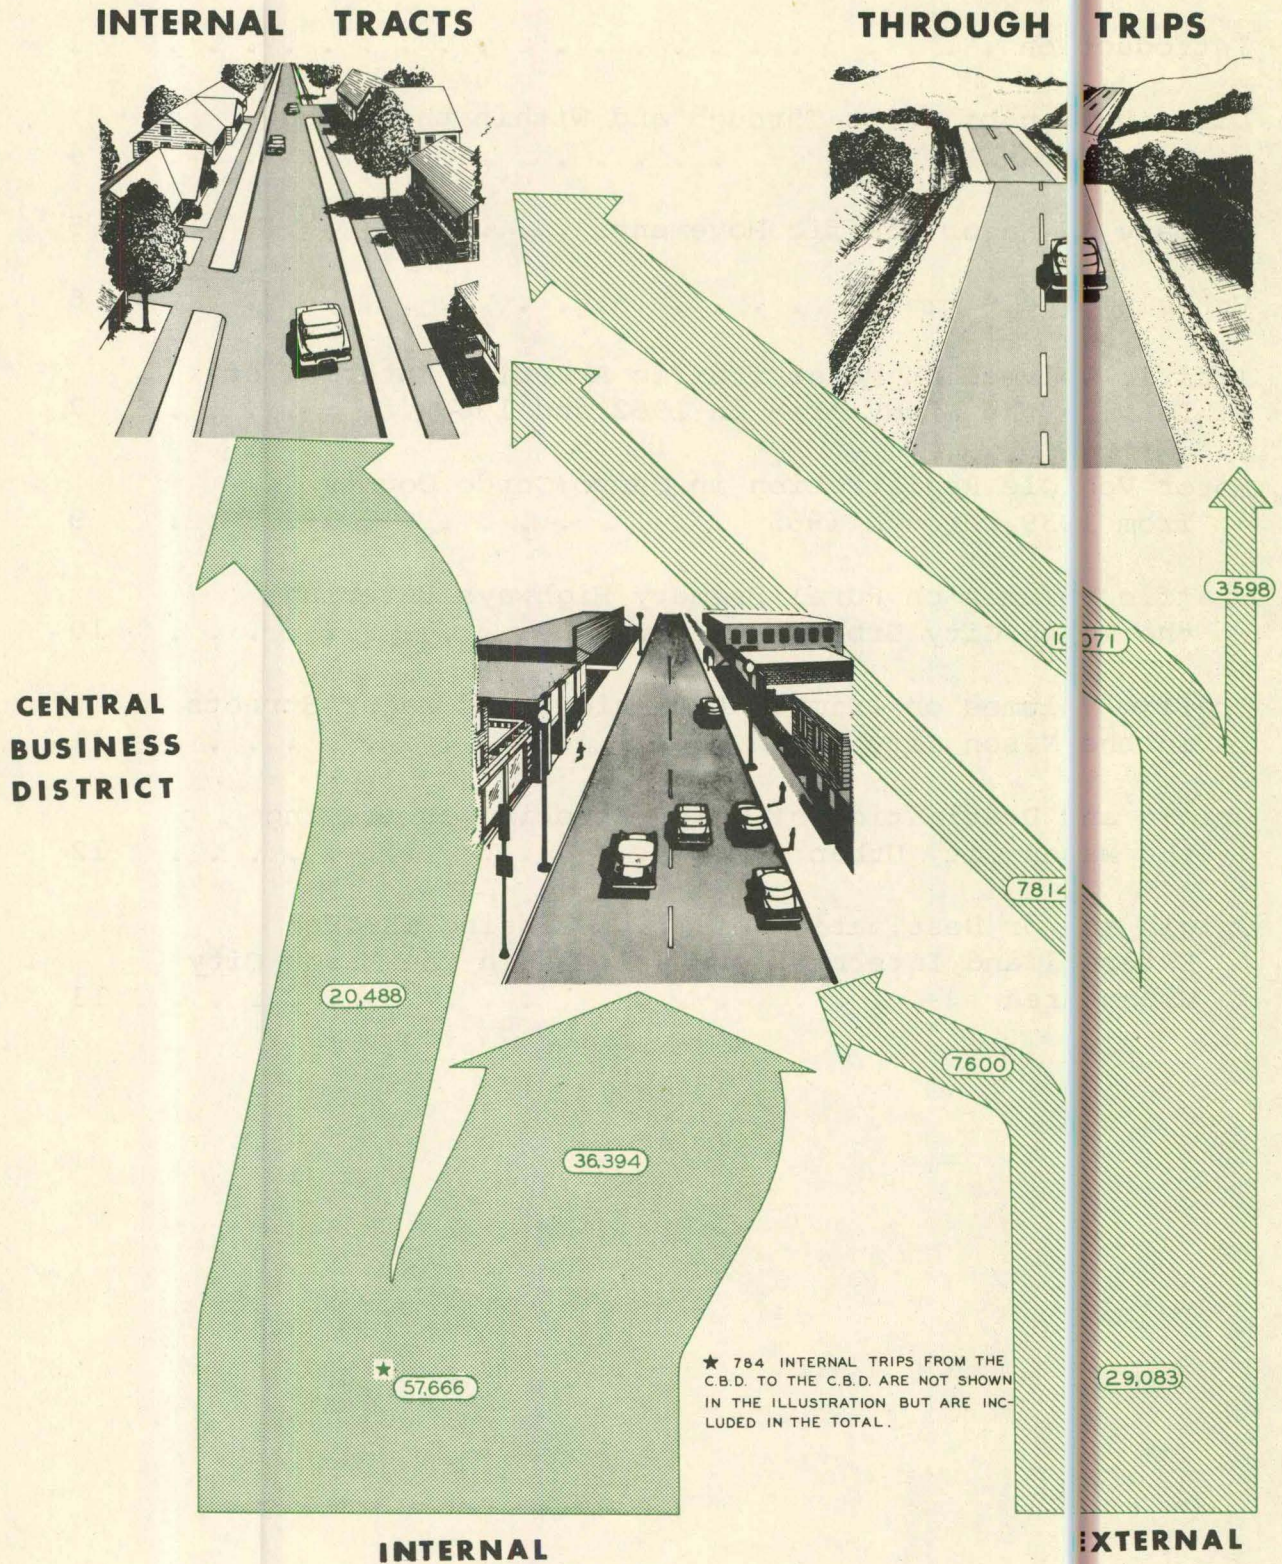 INTERNAL TRACTS
THROUGH TRIPS
3598
10,071
CENTRAL
BUSINESS
DISTRICT
7814
20,488
7600
36,394
★ 784 INTERNAL TRIPS FROM THE
C.B.D. TO THE C.B.D. ARE NOT SHOWN
IN THE ILLUSTRATION BUT ARE INC-
LUDED IN THE TOTAL.
★
57,666
29,083
INTERNAL
EXTERNAL